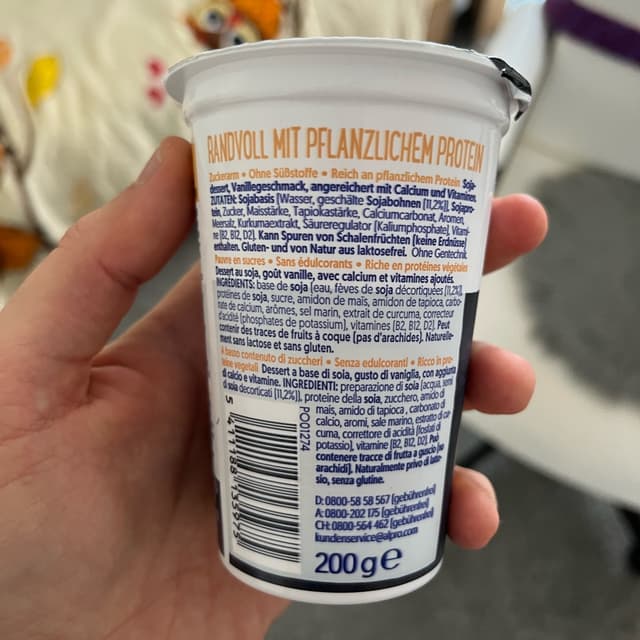 RANDVOLL MIT PFLANZLICHEM PROTEIN
Zuckerarm • Ohne Süßstoffe • Reich an pflanzlichem Protein Soja-
dessert, Vanillegeschmack, angereichert mit Calcium und Vitaminen.
ZUTATEN: Sojabasis (Wasser, geschälte Sojabohnen [11,2%]), Sojapro-
tein, Zucker, Maisstärke, Tapiokastärke, Calciumcarbonat, Aromen,
Meersalz, Kurkumaextrakt, Säureregulator (Kaliumphosphate), Vitami-
ne (B2, B12, D2). Kann Spuren von Schalenfrüchten (keine Erdnüsse)
enthalten. Gluten- und von Natur aus laktosefrei. Ohne Gentechnik.
Pauvre en sucres • Sans édulcorants • Riche en protéines végétales
Dessert au soja, goût vanille, avec calcium et vitamines ajoutés.
INGRÉDIENTS: base de soja (eau, fèves de soja décortiquées [11,2%]),
protéines de soja, sucre, amidon de maïs, amidon de tapioca, carbo-
nate de calcium, arômes, sel marin, extrait de curcuma, correcteur
d'acidité (phosphates de potassium), vitamines (B2, B12, D2). Peut
contenir des traces de fruits à coque (pas d'arachides). Naturelle-
ment sans lactose et sans gluten.
A basso contenuto di zuccheri • Senza edulcoranti • Ricco in pro-
teine vegetali Dessert a base di soia, gusto di vaniglia, con aggiunta
di calcio e vitamine. INGREDIENTI: preparazione di soia (acqua, semi
di soia decorticati [11,2%]), proteine della soia, zucchero, amido di
mais, amido di tapioca, carbonato di
calcio, aromi, sale marino, estratto di cur-
cuma, correttore di acidità (fosfati di
potassio), vitamine (B2, B12, D2). Può
contenere tracce di frutta a guscio (no
arachidi). Naturalmente privo di latto-
sio, senza glutine.
P001274
D: 0800-58 58 567 (gebührenfrei)
A: 0800-202 175 (gebührenfrei)
CH: 0800-564 462 (gebührenfrei)
kundenservice@alpro.com
200g e